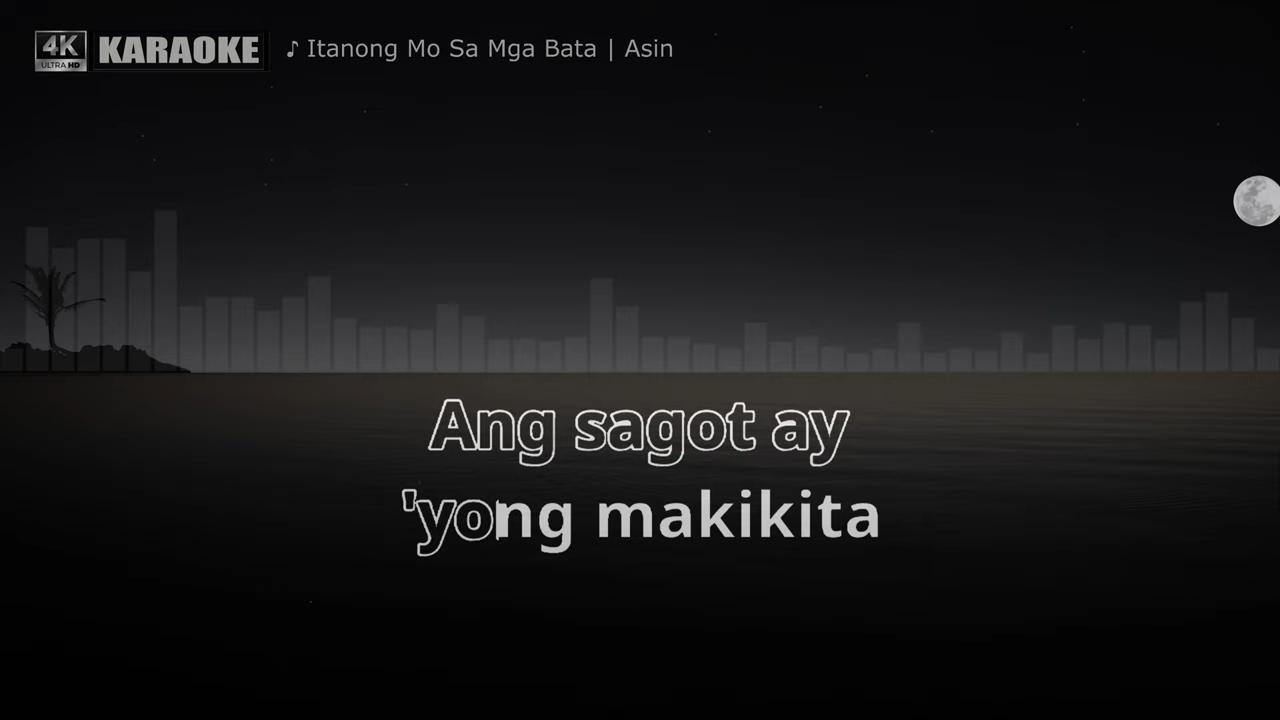 4K KARAOKE ♪ Itanong Mo Sa Mga Bata | Asin
ULTRA HD
Ang sagot ay
'yong makikita